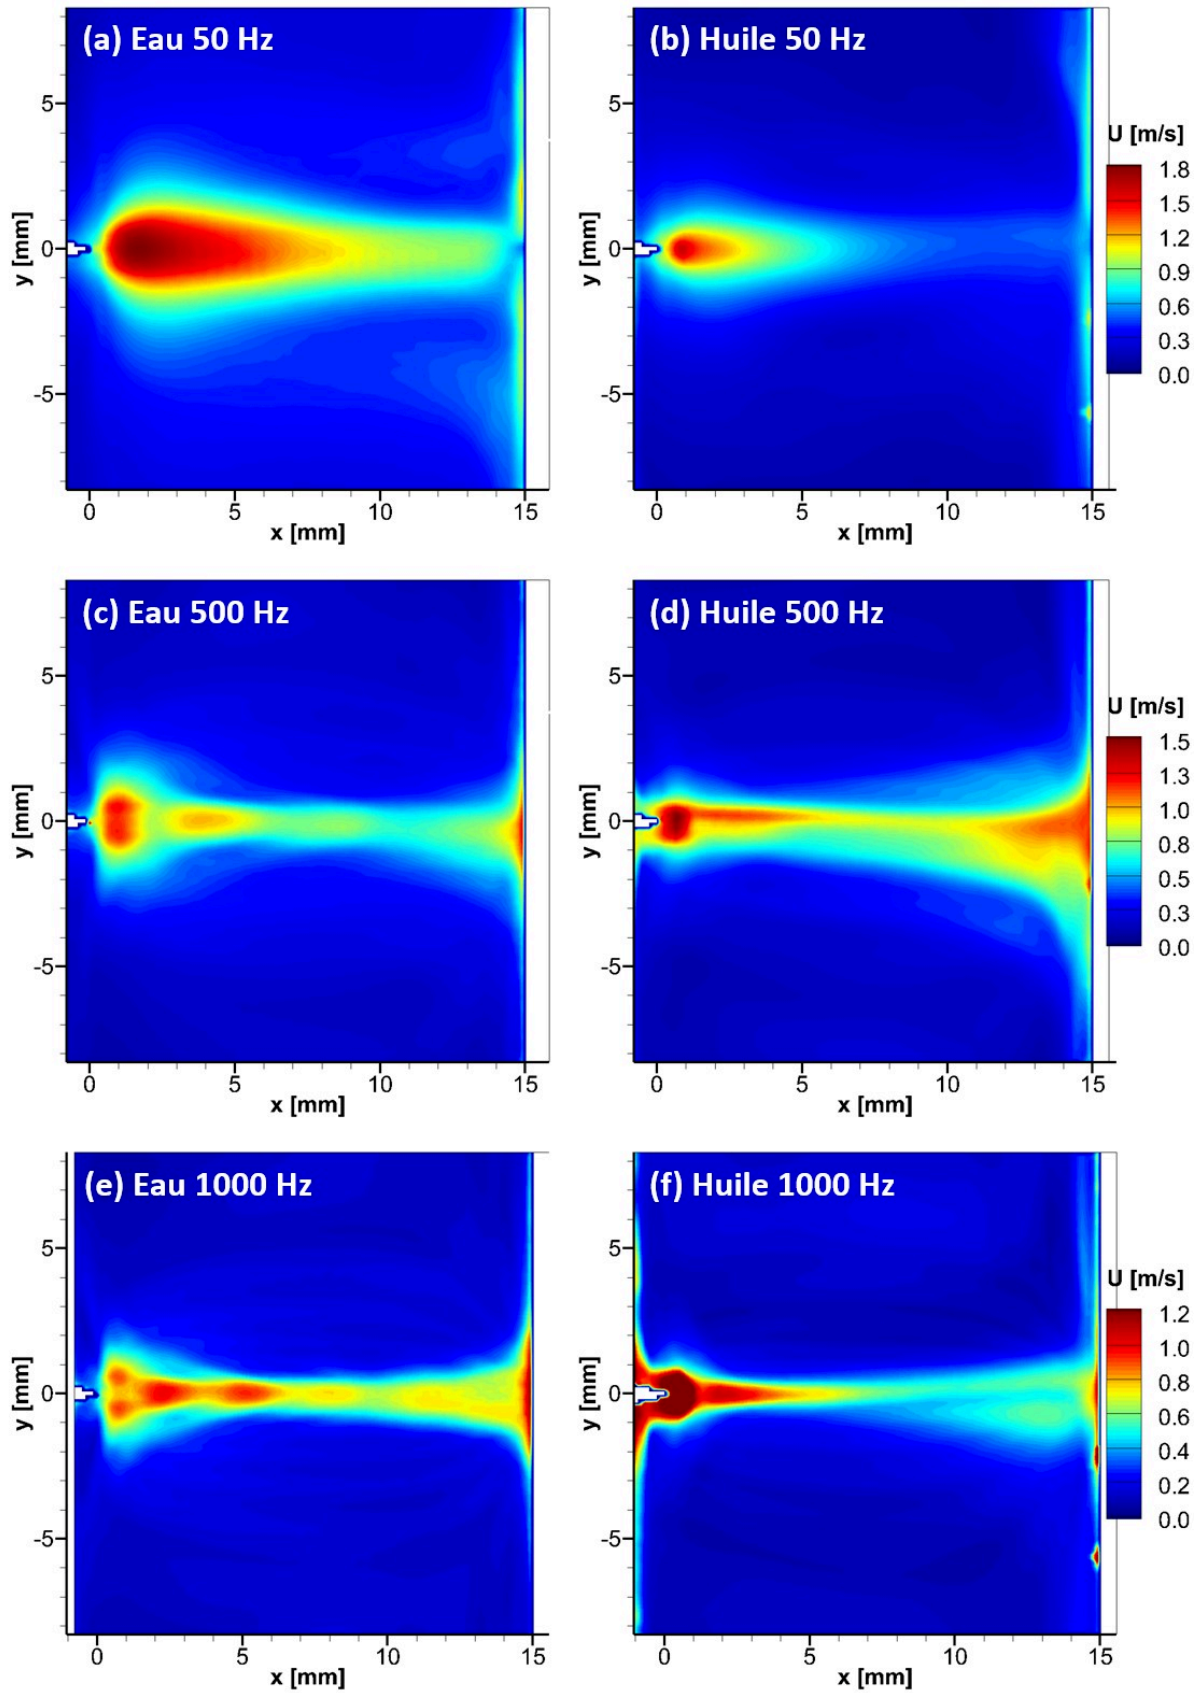 (a) Eau 50 Hz
(b) Huile 50 Hz
5
0
-5
y [mm]
0 5 10 15
x [mm]
5
0
-5
y [mm]
0 5 10 15
x [mm]
U [m/s]
1.8
1.5
1.2
0.9
0.6
0.3
0.0
(c) Eau 500 Hz
(d) Huile 500 Hz
5
0
-5
y [mm]
0 5 10 15
x [mm]
5
0
-5
y [mm]
0 5 10 15
x [mm]
U [m/s]
1.5
1.3
1.0
0.8
0.5
0.3
0.0
(e) Eau 1000 Hz
(f) Huile 1000 Hz
5
0
-5
y [mm]
0 5 10 15
x [mm]
5
0
-5
y [mm]
0 5 10 15
x [mm]
U [m/s]
1.2
1.0
0.8
0.6
0.4
0.2
0.0